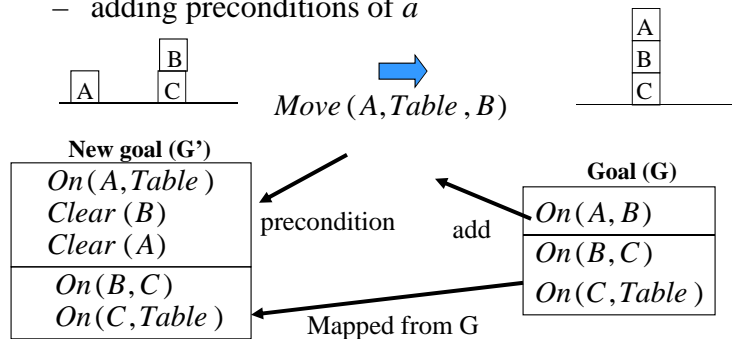 – adding preconditions of a
A
B
C
A
B
C
Move (A,Table ,B)
New goal (G’)
On(A,Table )
Clear (B)
Clear (A)
On(B,C)
On(C,Table )
precondition
add
Mapped from G
Goal (G)
On(A,B)
On(B,C)
On(C,Table )